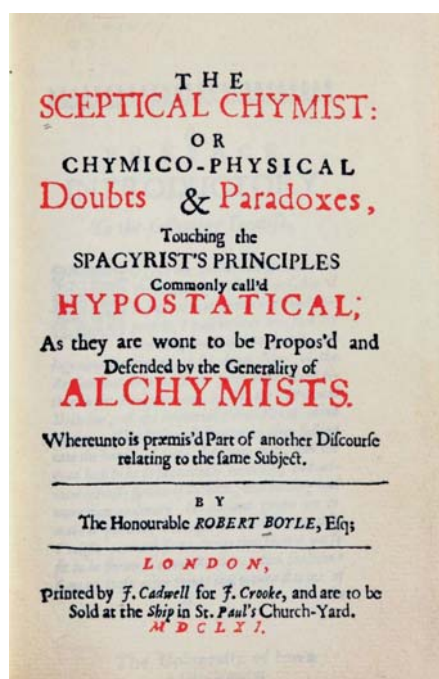 THE
SCEPTICAL CHYMIST:
OR
CHYMICO-PHYSICAL
Doubts & Paradoxes,
Touching the
SPAGYRIST'S PRINCIPLES
Commonly call'd
HYPOSTATICAL;
As they are wont to be Propos'd and
Defended by the Generality of
ALCHYMISTS.
Whereunto is præmis'd Part of another Diſcourſe
relating to the ſame Subject.
BY
The Honourable ROBERT BOYLE, Eſq;
LONDON,
Printed by J. Cadwell for J. Crooke, and are to be
Sold at the Ship in St. Paul's Church-Yard.
MDCLXI.